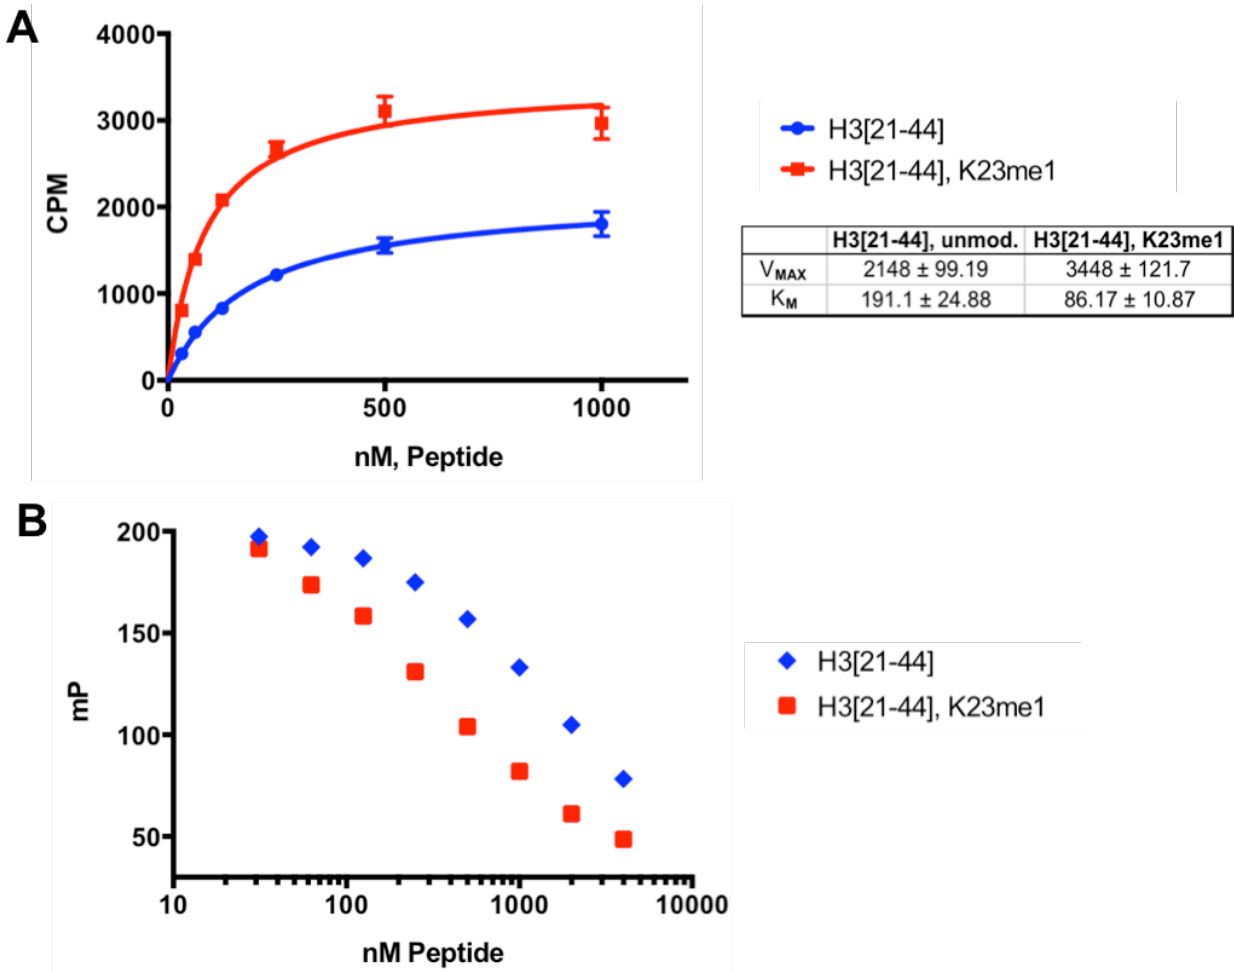 A
4000
3000
2000
1000
0
CPM
0 500 1000
nM, Peptide
H3[21-44]
H3[21-44], K23me1
H3[21-44], unmod. H3[21-44], K23me1
VMAX 2148 ± 99.19 3448 ± 121.7
KM 191.1 ± 24.88 86.17 ± 10.87
B
200
150
100
50
mP
10 100 1000 10000
nM Peptide
H3[21-44]
H3[21-44], K23me1